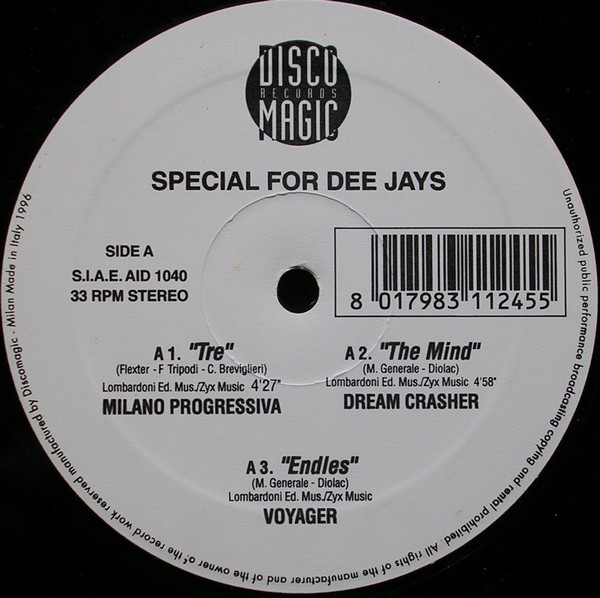 DISCO
RECORDS
MAGIC
SPECIAL FOR DEE JAYS
SIDE A
S.I.A.E. AID 1040
33 RPM STEREO
8 017983 112455
A 1. "Tre"
(Flexter - F Tripodi - C. Breviglieri)
Lombardoni Ed. Mus./Zyx Music 4'27"
MILANO PROGRESSIVA
A 2. "The Mind"
(M. Generale - Diolac)
Lombardoni Ed. Mus./Zyx Music 4'58"
DREAM CRASHER
A 3. "Endles"
(M. Generale - Diolac)
Lombardoni Ed. Mus./Zyx Music
VOYAGER
Unauthorized public performance broadcasting copying and rental prohibited. All rights of the manufacturer and of the owner of the record work reserved manufactured by Discomagic - Milan Made in Italy 1996